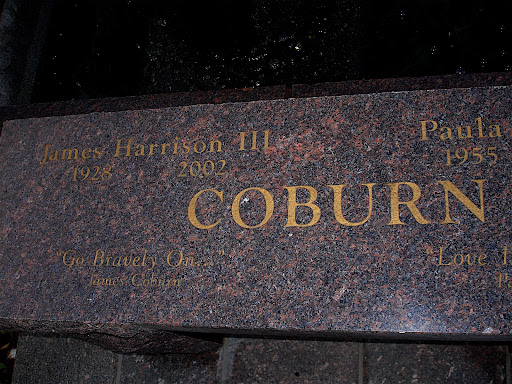 James Harrison III
1928 2002
Paula
1955
COBURN
"Go Bravely On..."
James Coburn
"Love